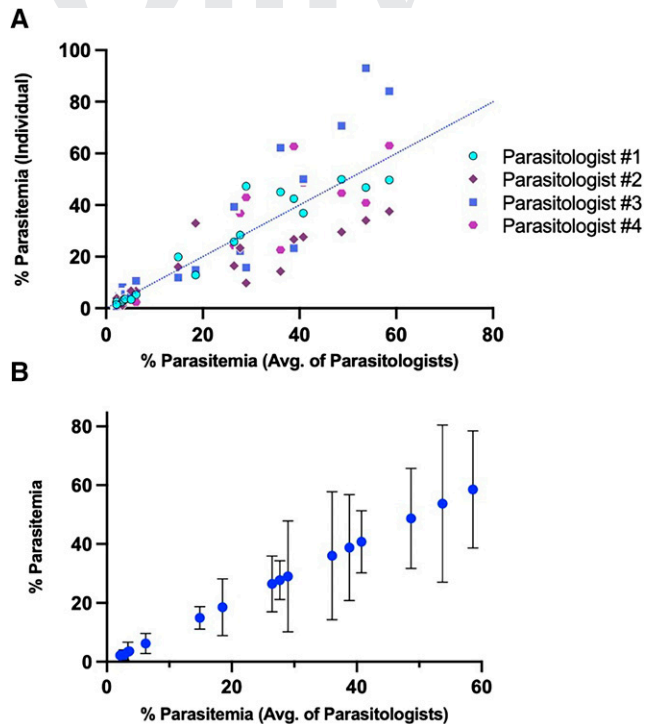 A
100
80
60
40
20
0
% Parasitemia (Individual)
0 20 40 60 80
% Parasitemia (Avg. of Parasitologists)
Parasitologist #1
Parasitologist #2
Parasitologist #3
Parasitologist #4
B
80
60
40
20
0
% Parasitemia
0 20 40 60
% Parasitemia (Avg. of Parasitologists)